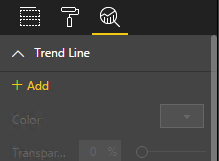 Trend Line
+ Add
Color
Transpar... 0 %